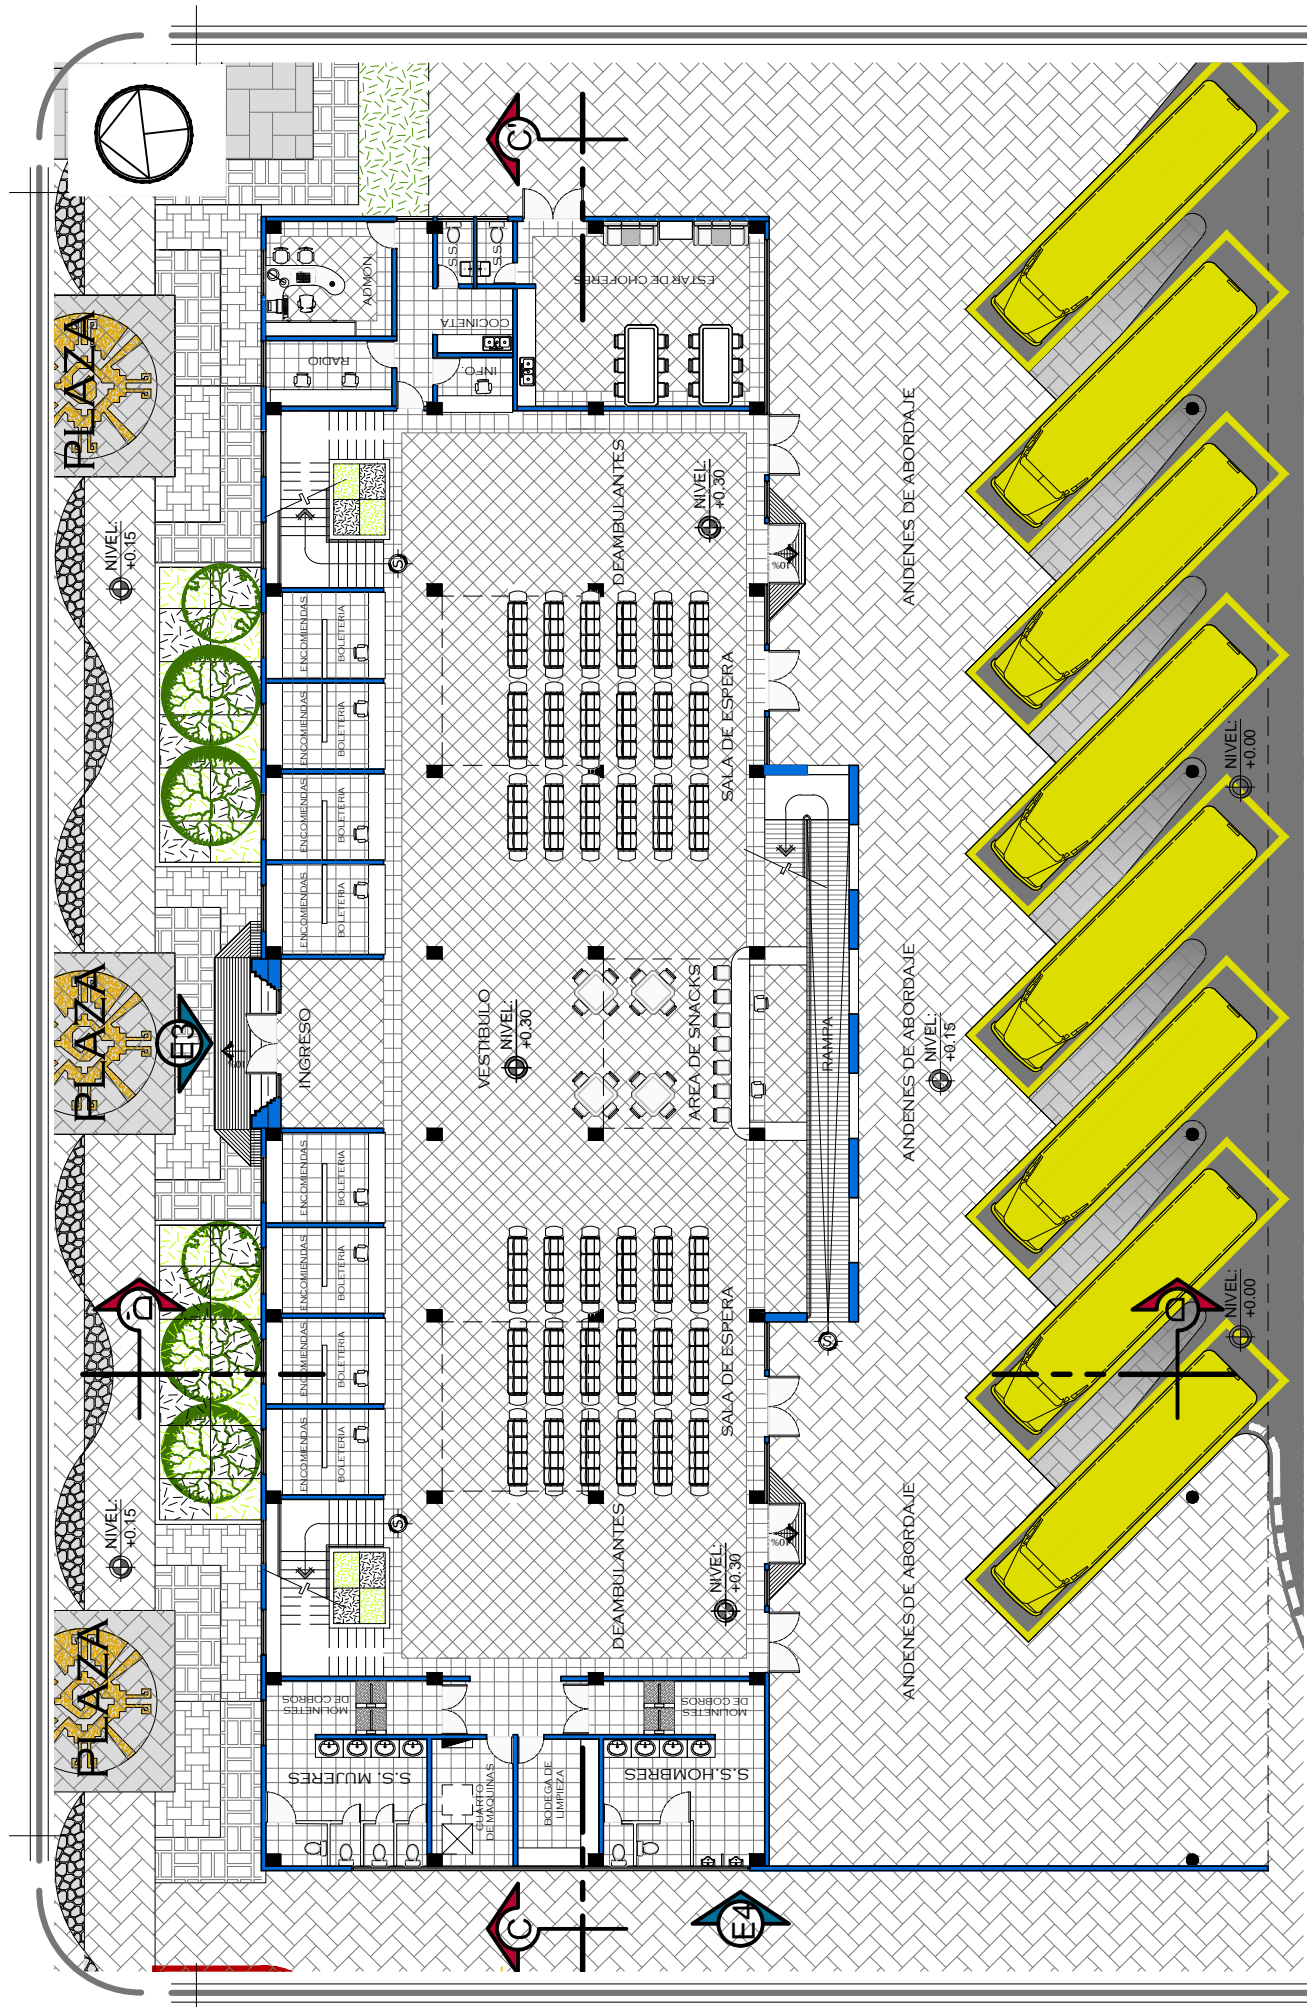 C'
PLAZA
ADMON.
S.S.
S.S.
ESTAR DE CHOFERES
COCINETA
RADIO
INFO.
NIVEL:
+0.15
DEAMBULANTES
NIVEL:
+0.30
ANDENES DE ABORDAJE
S
10%
ENCOMIENDAS
BOLETERIA
ENCOMIENDAS
BOLETERIA
ENCOMIENDAS
BOLETERIA
ENCOMIENDAS
BOLETERIA
SALA DE ESPERA
NIVEL:
+0.00
PLAZA
E3
10%
INGRESO
VESTIBULO
NIVEL:
+0.30
AREA DE SNACKS
RAMPA
ANDENES DE ABORDAJE
NIVEL:
+0.15
ENCOMIENDAS
BOLETERIA
ENCOMIENDAS
BOLETERIA
ENCOMIENDAS
BOLETERIA
ENCOMIENDAS
BOLETERIA
SALA DE ESPERA
S
D'
D
NIVEL:
+0.00
NIVEL:
+0.15
S
10%
DEAMBULANTES
NIVEL:
+0.30
ANDENES DE ABORDAJE
PLAZA
MOLINETES
DE COBROS
MOLINETES
DE COBROS
S.S. MUJERES
CUARTO
DE MAQUINAS
BODEGA DE
LIMPIEZA
S.S.HOMBRES
C
E4